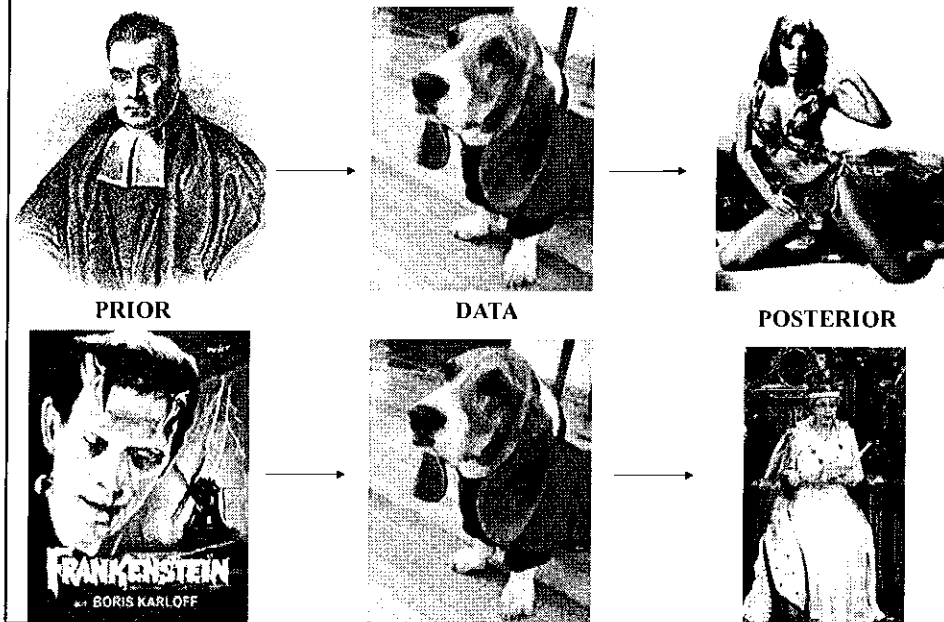 PRIOR
DATA
POSTERIOR
FRANKENSTEIN
BORIS KARLOFF